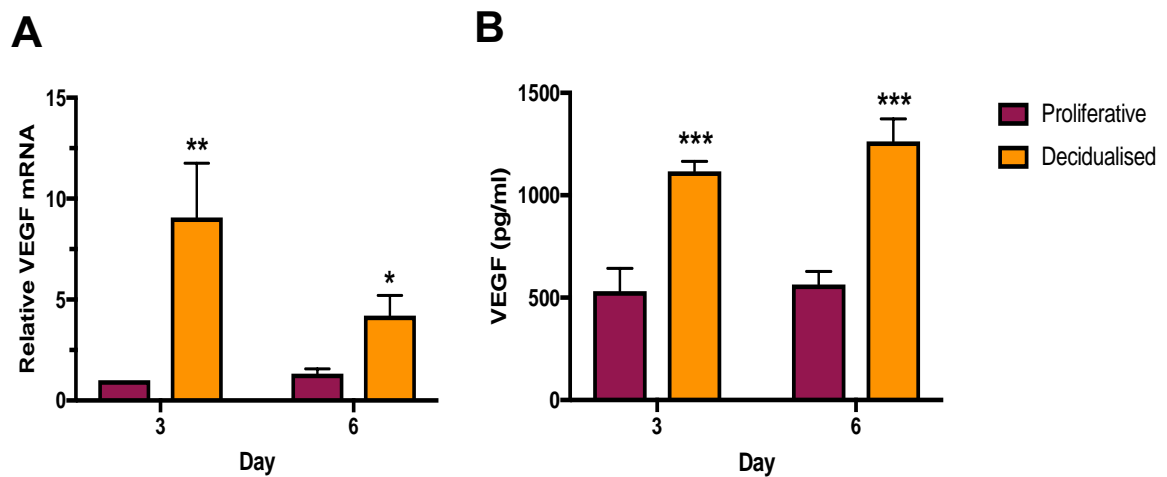 A
Relative VEGF mRNA
15
10
5
0
**
*
3
6
Day
B
VEGF (pg/ml)
1500
1000
500
0
***
***
3
6
Day
Proliferative
Decidualised